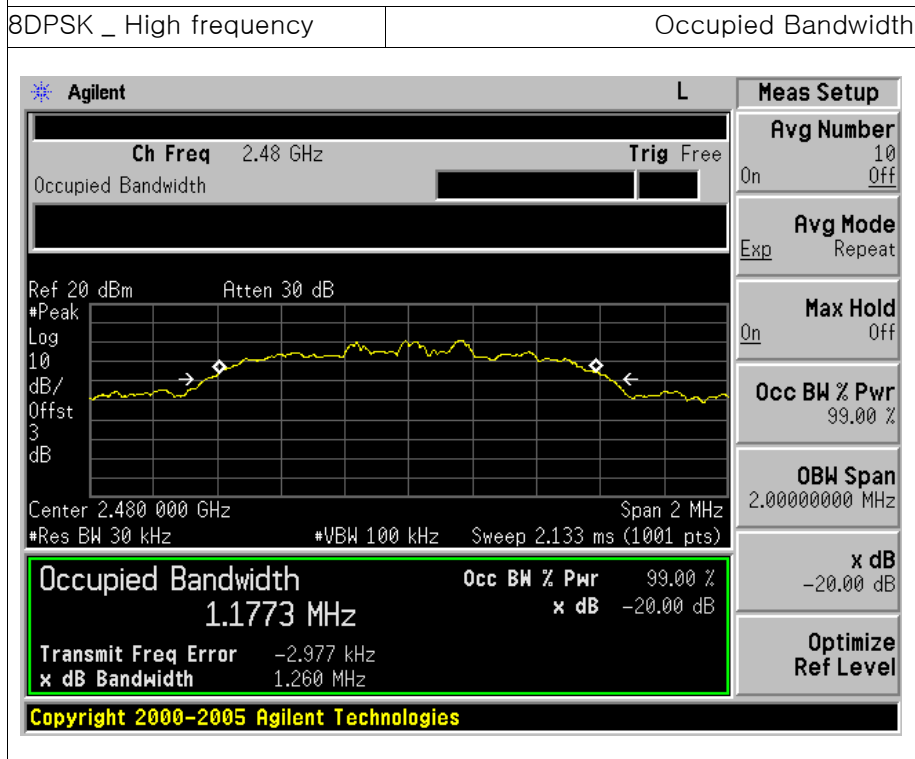 8DPSK _ High frequency
Occupied Bandwidth
Agilent
L
Meas Setup
Ch Freq 2.48 GHz
Trig Free
Occupied Bandwidth
Avg Number
10
On Off
Avg Mode
Exp Repeat
Max Hold
On Off
Occ BW % Pwr
99.00 %
OBW Span
2.00000000 MHz
x dB
-20.00 dB
Optimize
Ref Level
Ref 20 dBm Atten 30 dB
#Peak
Log
10
dB/
Offst
3
dB
Center 2.480 000 GHz Span 2 MHz
#Res BW 30 kHz #VBW 100 kHz Sweep 2.133 ms (1001 pts)
Occupied Bandwidth
1.1773 MHz
Occ BW % Pwr 99.00 %
x dB -20.00 dB
Transmit Freq Error -2.977 kHz
x dB Bandwidth 1.260 MHz
Copyright 2000-2005 Agilent Technologies